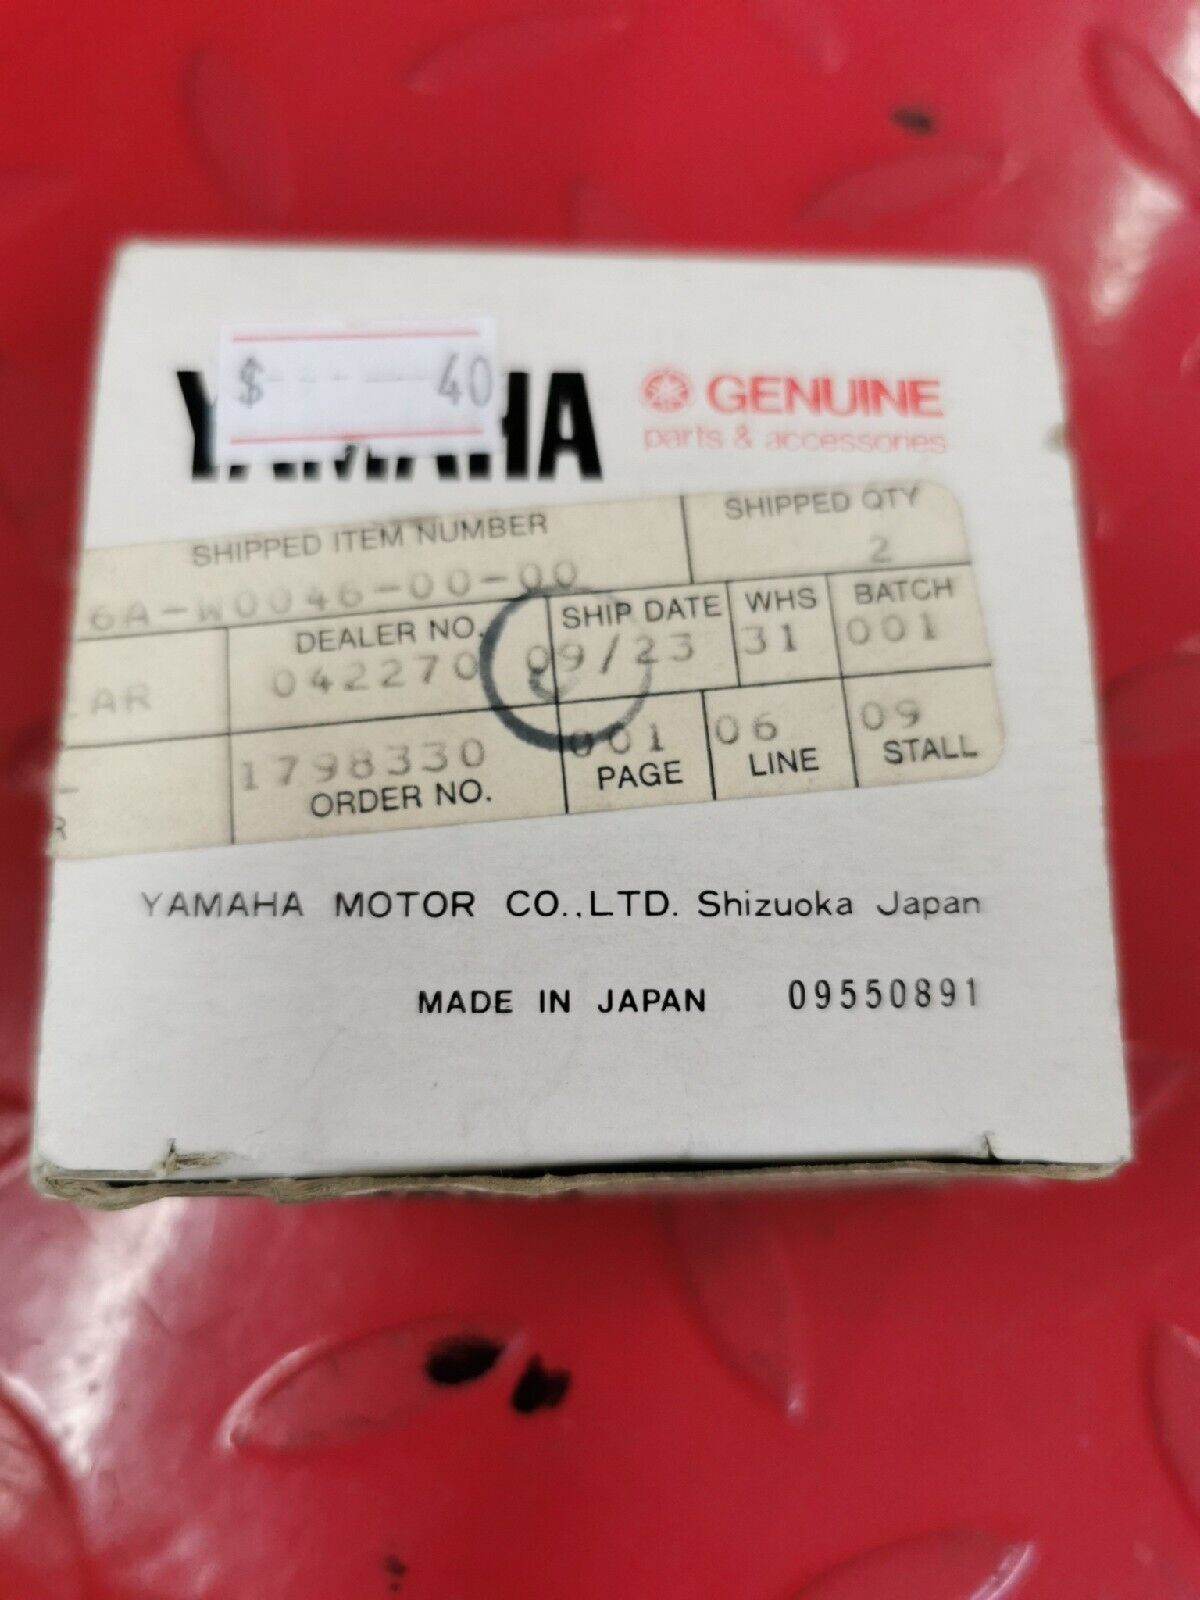 $ 40
YAMAHA
GENUINE
parts & accessories
SHIPPED ITEM NUMBER SHIPPED QTY
6A-W0046-00-00 2
DEALER NO. SHIP DATE WHS BATCH
AR 042270 09/23 31 001
1798330 001 06 09
R ORDER NO. PAGE LINE STALL
YAMAHA MOTOR CO.,LTD. Shizuoka Japan
MADE IN JAPAN 09550891